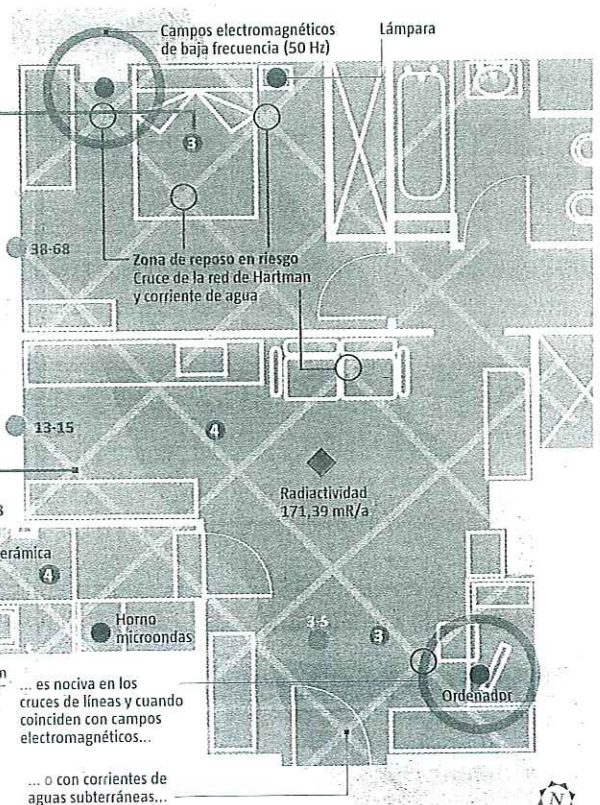 Campos electromagnéticos
de baja frecuencia (50 Hz)
Lámpara
3
38-68
Zona de reposo en riesgo
Cruce de la red de Hartman
y corriente de agua
13-15
4
Radiactividad
171,39 mR/a
erámica
4
Horno
microondas
3-5
3
Ordenador
... es nociva en los
cruces de líneas y cuando
coinciden con campos
electromagnéticos...
... o con corrientes de
aguas subterráneas...
N